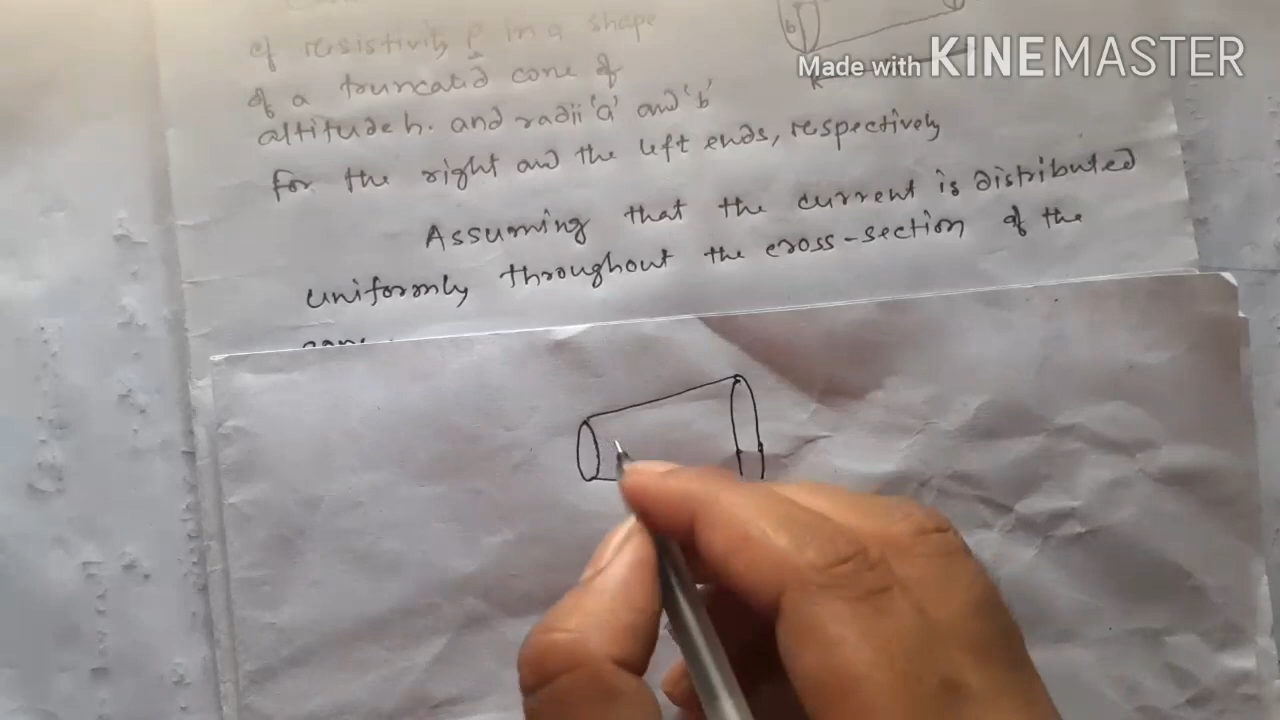 b
Made with KINEMASTER
of resistivity ρ in a shape
of a truncated cone of
altitude h. and radii 'a' and 'b'
for the right and the left ends, respectively
Assuming that the current is distributed
uniformly throughout the cross-section of the